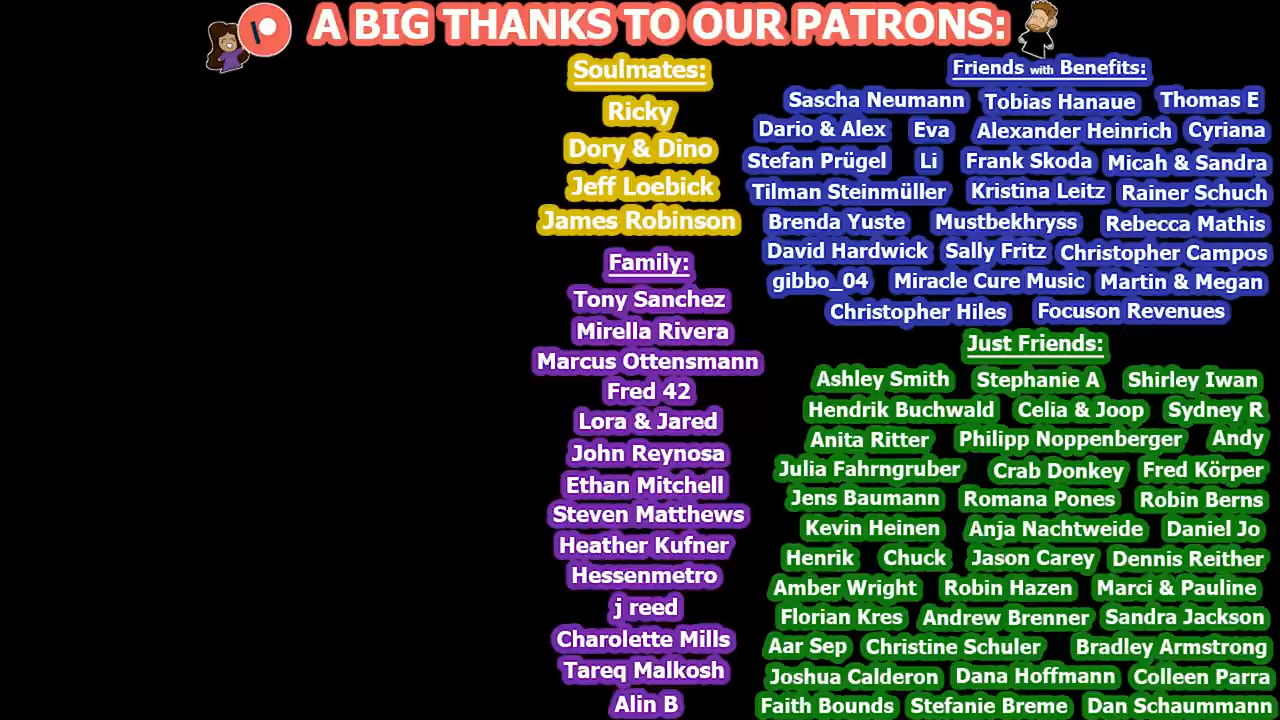 A BIG THANKS TO OUR PATRONS:
Soulmates:
Ricky
Dory & Dino
Jeff Loebick
James Robinson
Family:
Tony Sanchez
Mirella Rivera
Marcus Ottensmann
Fred 42
Lora & Jared
John Reynosa
Ethan Mitchell
Steven Matthews
Heather Kufner
Hessenmetro
j reed
Charolette Mills
Tareq Malkosh
Alin B
Friends with Benefits:
Sascha Neumann Tobias Hanaue Thomas E
Dario & Alex Eva Alexander Heinrich Cyriana
Stefan Prügel Li Frank Skoda Micah & Sandra
Tilman Steinmüller Kristina Leitz Rainer Schuch
Brenda Yuste Mustbekhryss Rebecca Mathis
David Hardwick Sally Fritz Christopher Campos
gibbo_04 Miracle Cure Music Martin & Megan
Christopher Hiles Focuson Revenues
Just Friends:
Ashley Smith Stephanie A Shirley Iwan
Hendrik Buchwald Celia & Joop Sydney R
Anita Ritter Philipp Noppenberger Andy
Julia Fahrngruber Crab Donkey Fred Körper
Jens Baumann Romana Pones Robin Berns
Kevin Heinen Anja Nachtweide Daniel Jo
Henrik Chuck Jason Carey Dennis Reither
Amber Wright Robin Hazen Marci & Pauline
Florian Kres Andrew Brenner Sandra Jackson
Aar Sep Christine Schuler Bradley Armstrong
Joshua Calderon Dana Hoffmann Colleen Parra
Faith Bounds Stefanie Breme Dan Schaummann